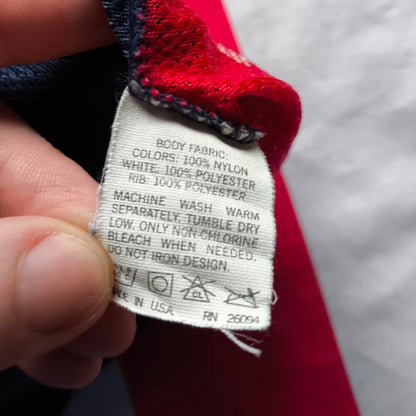 BODY FABRIC:
COLORS: 100% NYLON
WHITE: 100% POLYESTER
RIB: 100% POLYESTER
MACHINE WASH WARM
SEPARATELY. TUMBLE DRY
LOW. ONLY NON-CHLORINE
BLEACH WHEN NEEDED.
DO NOT IRON DESIGN.
CL
IN U.S.A. RN 26094